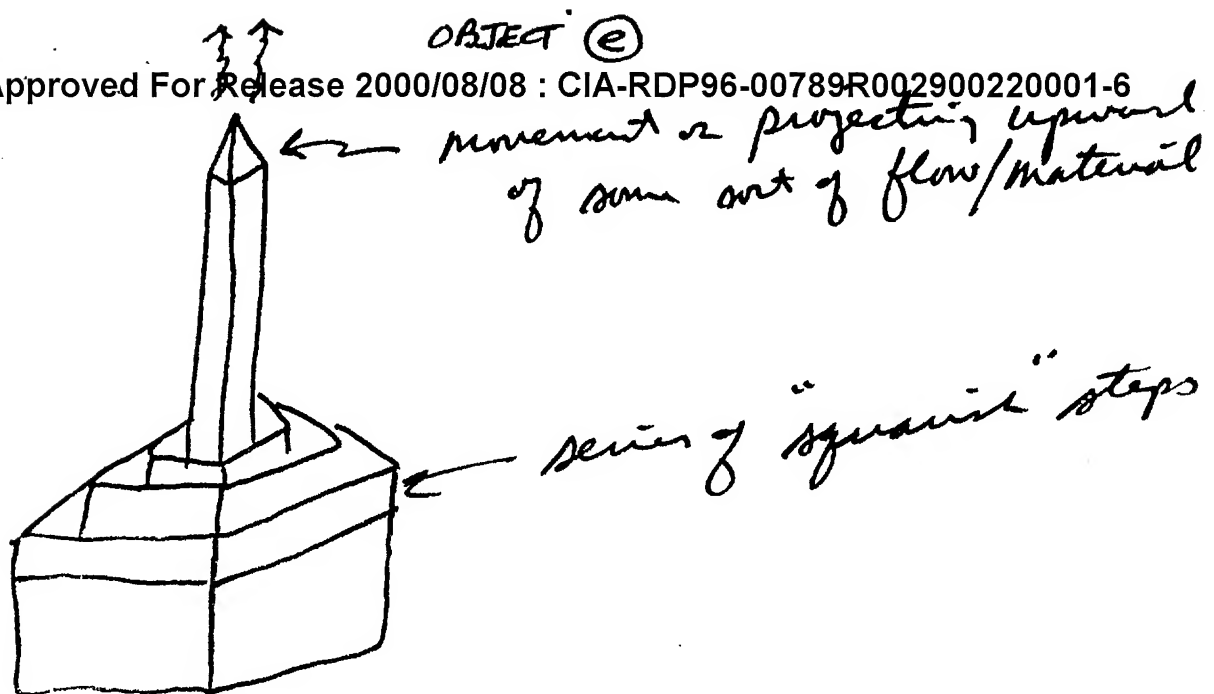 OBJECT (e)
Approved For Release 2000/08/08 : CIA-RDP96-00789R002900220001-6
movement or projecting upward
of some sort of flow/material
series of "squarish" steps